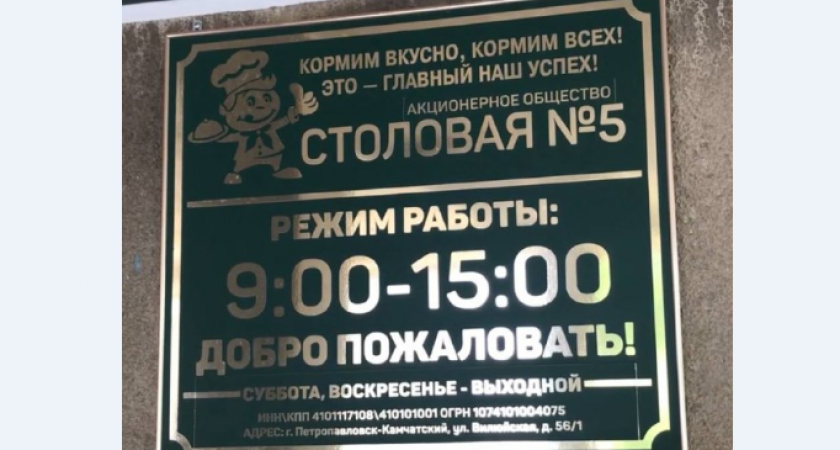 КОРМИМ ВКУСНО, КОРМИМ ВСЕХ!
ЭТО — ГЛАВНЫЙ НАШ УСПЕХ!
АКЦИОНЕРНОЕ ОБЩЕСТВО
СТОЛОВАЯ №5
РЕЖИМ РАБОТЫ:
9:00-15:00
ДОБРО ПОЖАЛОВАТЬ!
СУББОТА, ВОСКРЕСЕНЬЕ - ВЫХОДНОЙ
ИНН\КПП 4101117108\410101001 ОГРН 1074101004075
АДРЕС: г. Петропавловск-Камчатский, ул. Вилюйская, д. 56/1